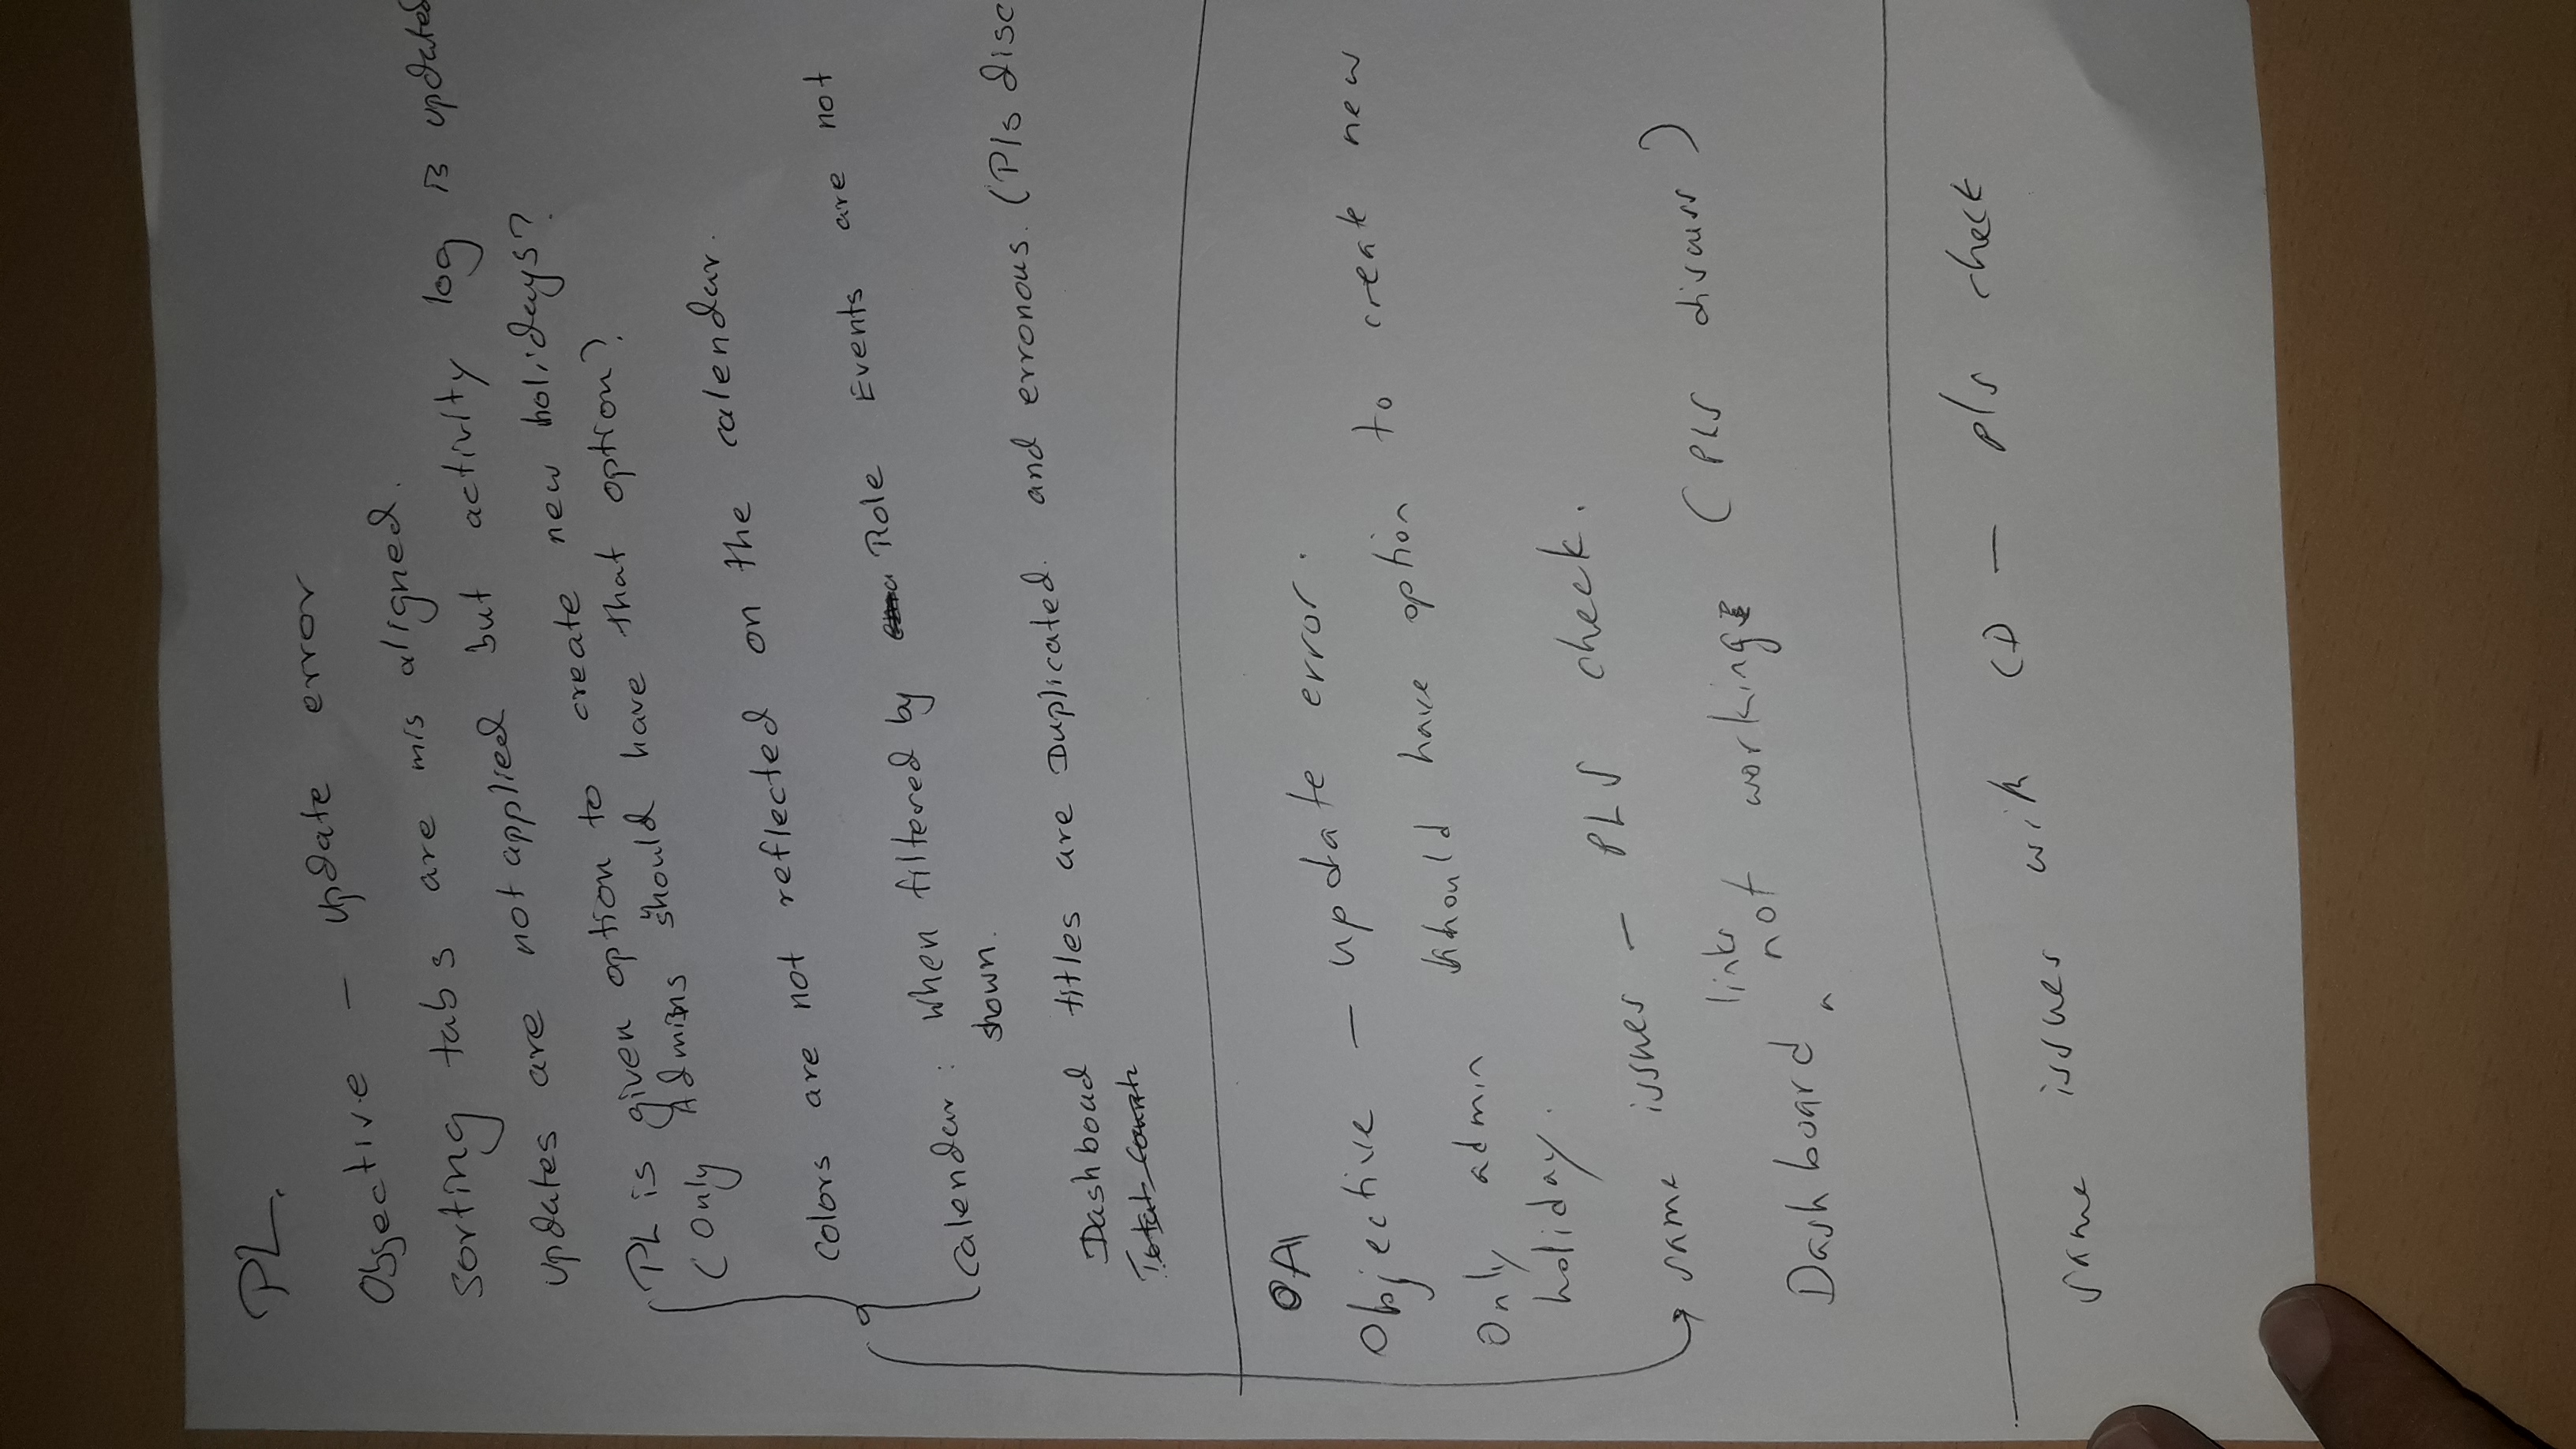 PL.
Objective - update error
sorting tabs are mis aligned.
updates are not applied but activity log is updated
PL is given option to create new holidays?
(Only Admins should have that option?
colors are not reflected on the calendar.
calendar: when filtered by Role Events are not
shown.
Dashboad titles are Duplicated. and erronous. (Pls disc
Total Count
OA
Objective - update error.
Only admin should have option to create new
holiday.
same issues - PLS check.
Dashboard links not working (PLS discuss)
same issues with CD - pls check